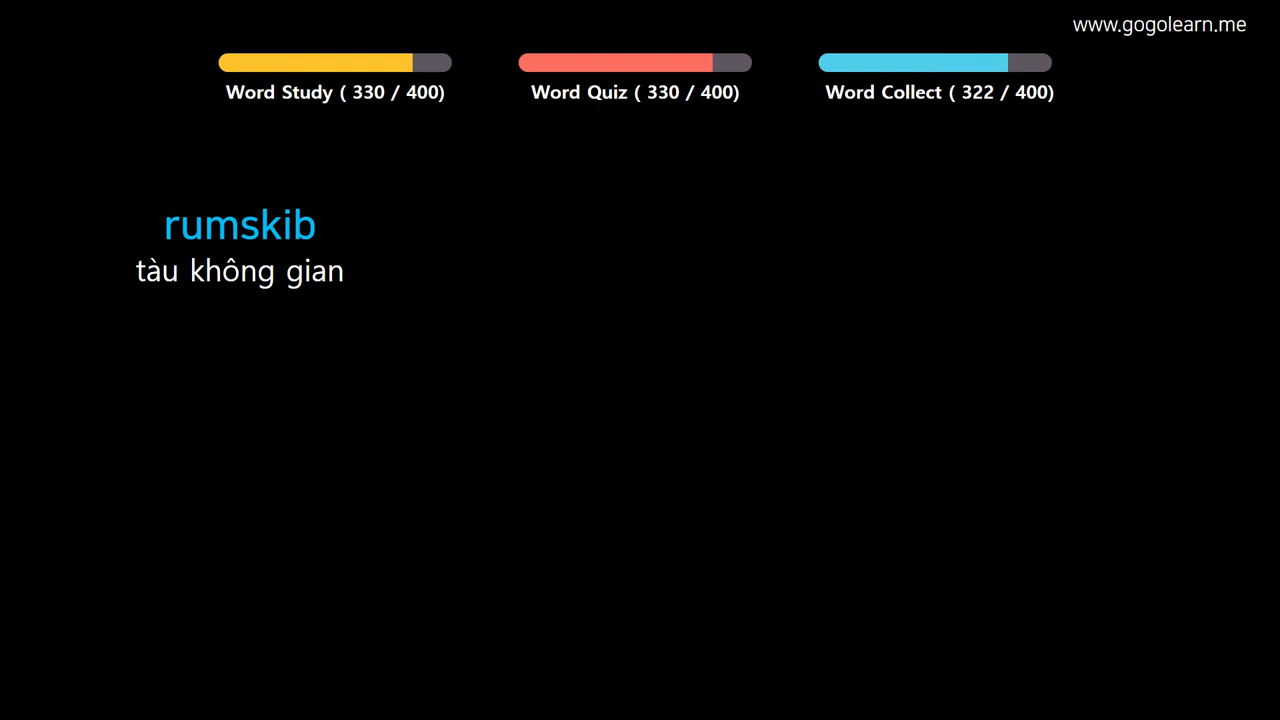 www.gogolearn.me
Word Study ( 330 / 400)
Word Quiz ( 330 / 400)
Word Collect ( 322 / 400)
rumskib
tàu không gian